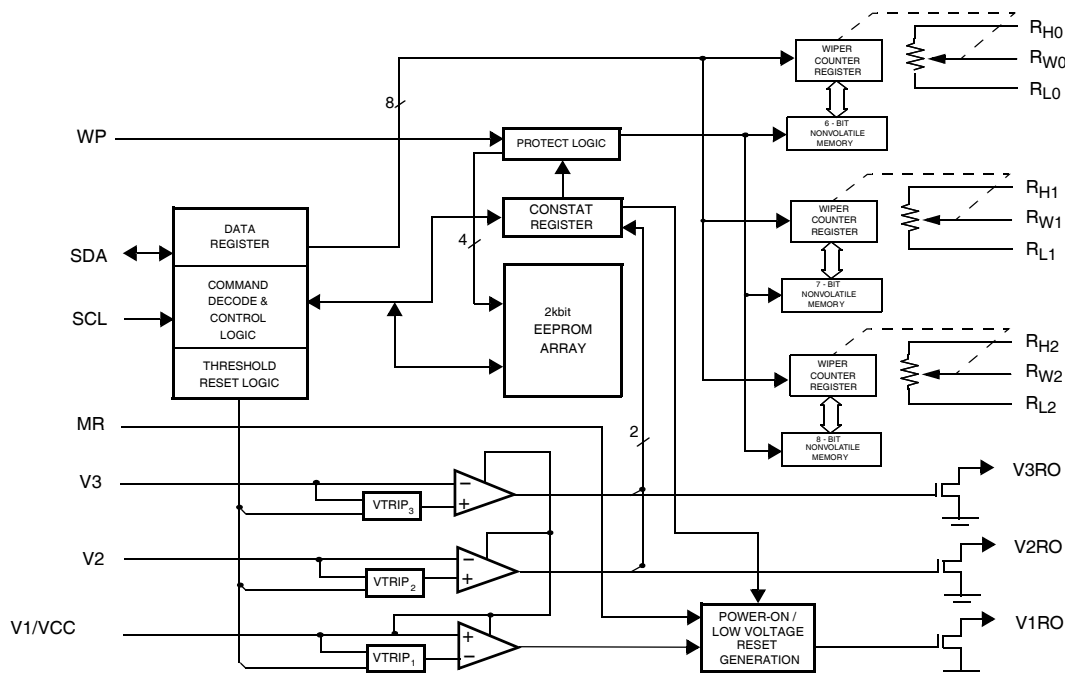 WIPER
COUNTER
REGISTER
6 - BIT
NONVOLATILE
MEMORY
RH0
RW0
RL0
8
WP
PROTECT LOGIC
CONSTAT
REGISTER
WIPER
COUNTER
REGISTER
7 - BIT
NONVOLATILE
MEMORY
RH1
RW1
RL1
SDA
SCL
DATA
REGISTER
COMMAND
DECODE &
CONTROL
LOGIC
THRESHOLD
RESET LOGIC
4
2kbit
EEPROM
ARRAY
WIPER
COUNTER
REGISTER
8 - BIT
NONVOLATILE
MEMORY
RH2
RW2
RL2
MR
2
V3
VTRIP3
−
+
V3RO
V2
VTRIP2
−
+
V2RO
V1/VCC
VTRIP1
+
−
POWER-ON /
LOW VOLTAGE
RESET
GENERATION
V1RO